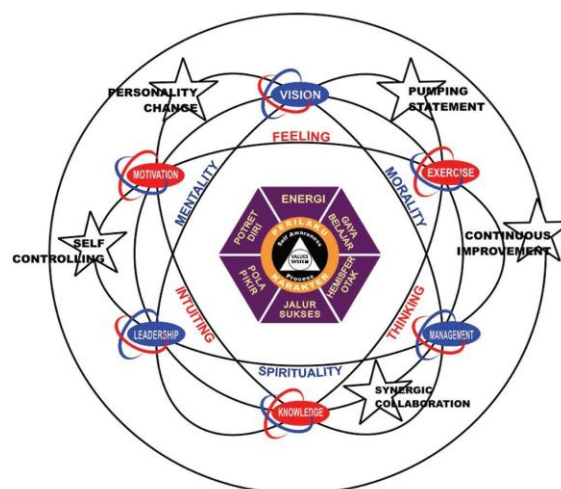 PERSONALITY
CHANGE
VISION
PUMPING
STATEMENT
FEELING
MOTIVATION
EXERCISE
MENTALITY
MORALITY
ENERGI
POTRET
DIRI
GAYA
BELAJAR
PERILAKU
Self Awareness
VALUES
SYSTEM
Process
KARAKTER
POLA
PIKIR
HEMISFER
OTAK
JALUR
SUKSES
SELF
CONTROLLING
CONTINUOUS
IMPROVEMENT
INTUITING
THINKING
LEADERSHIP
MANAGEMENT
SPIRITUALITY
SYNERGIC
COLLABORATION
KNOWLEDGE